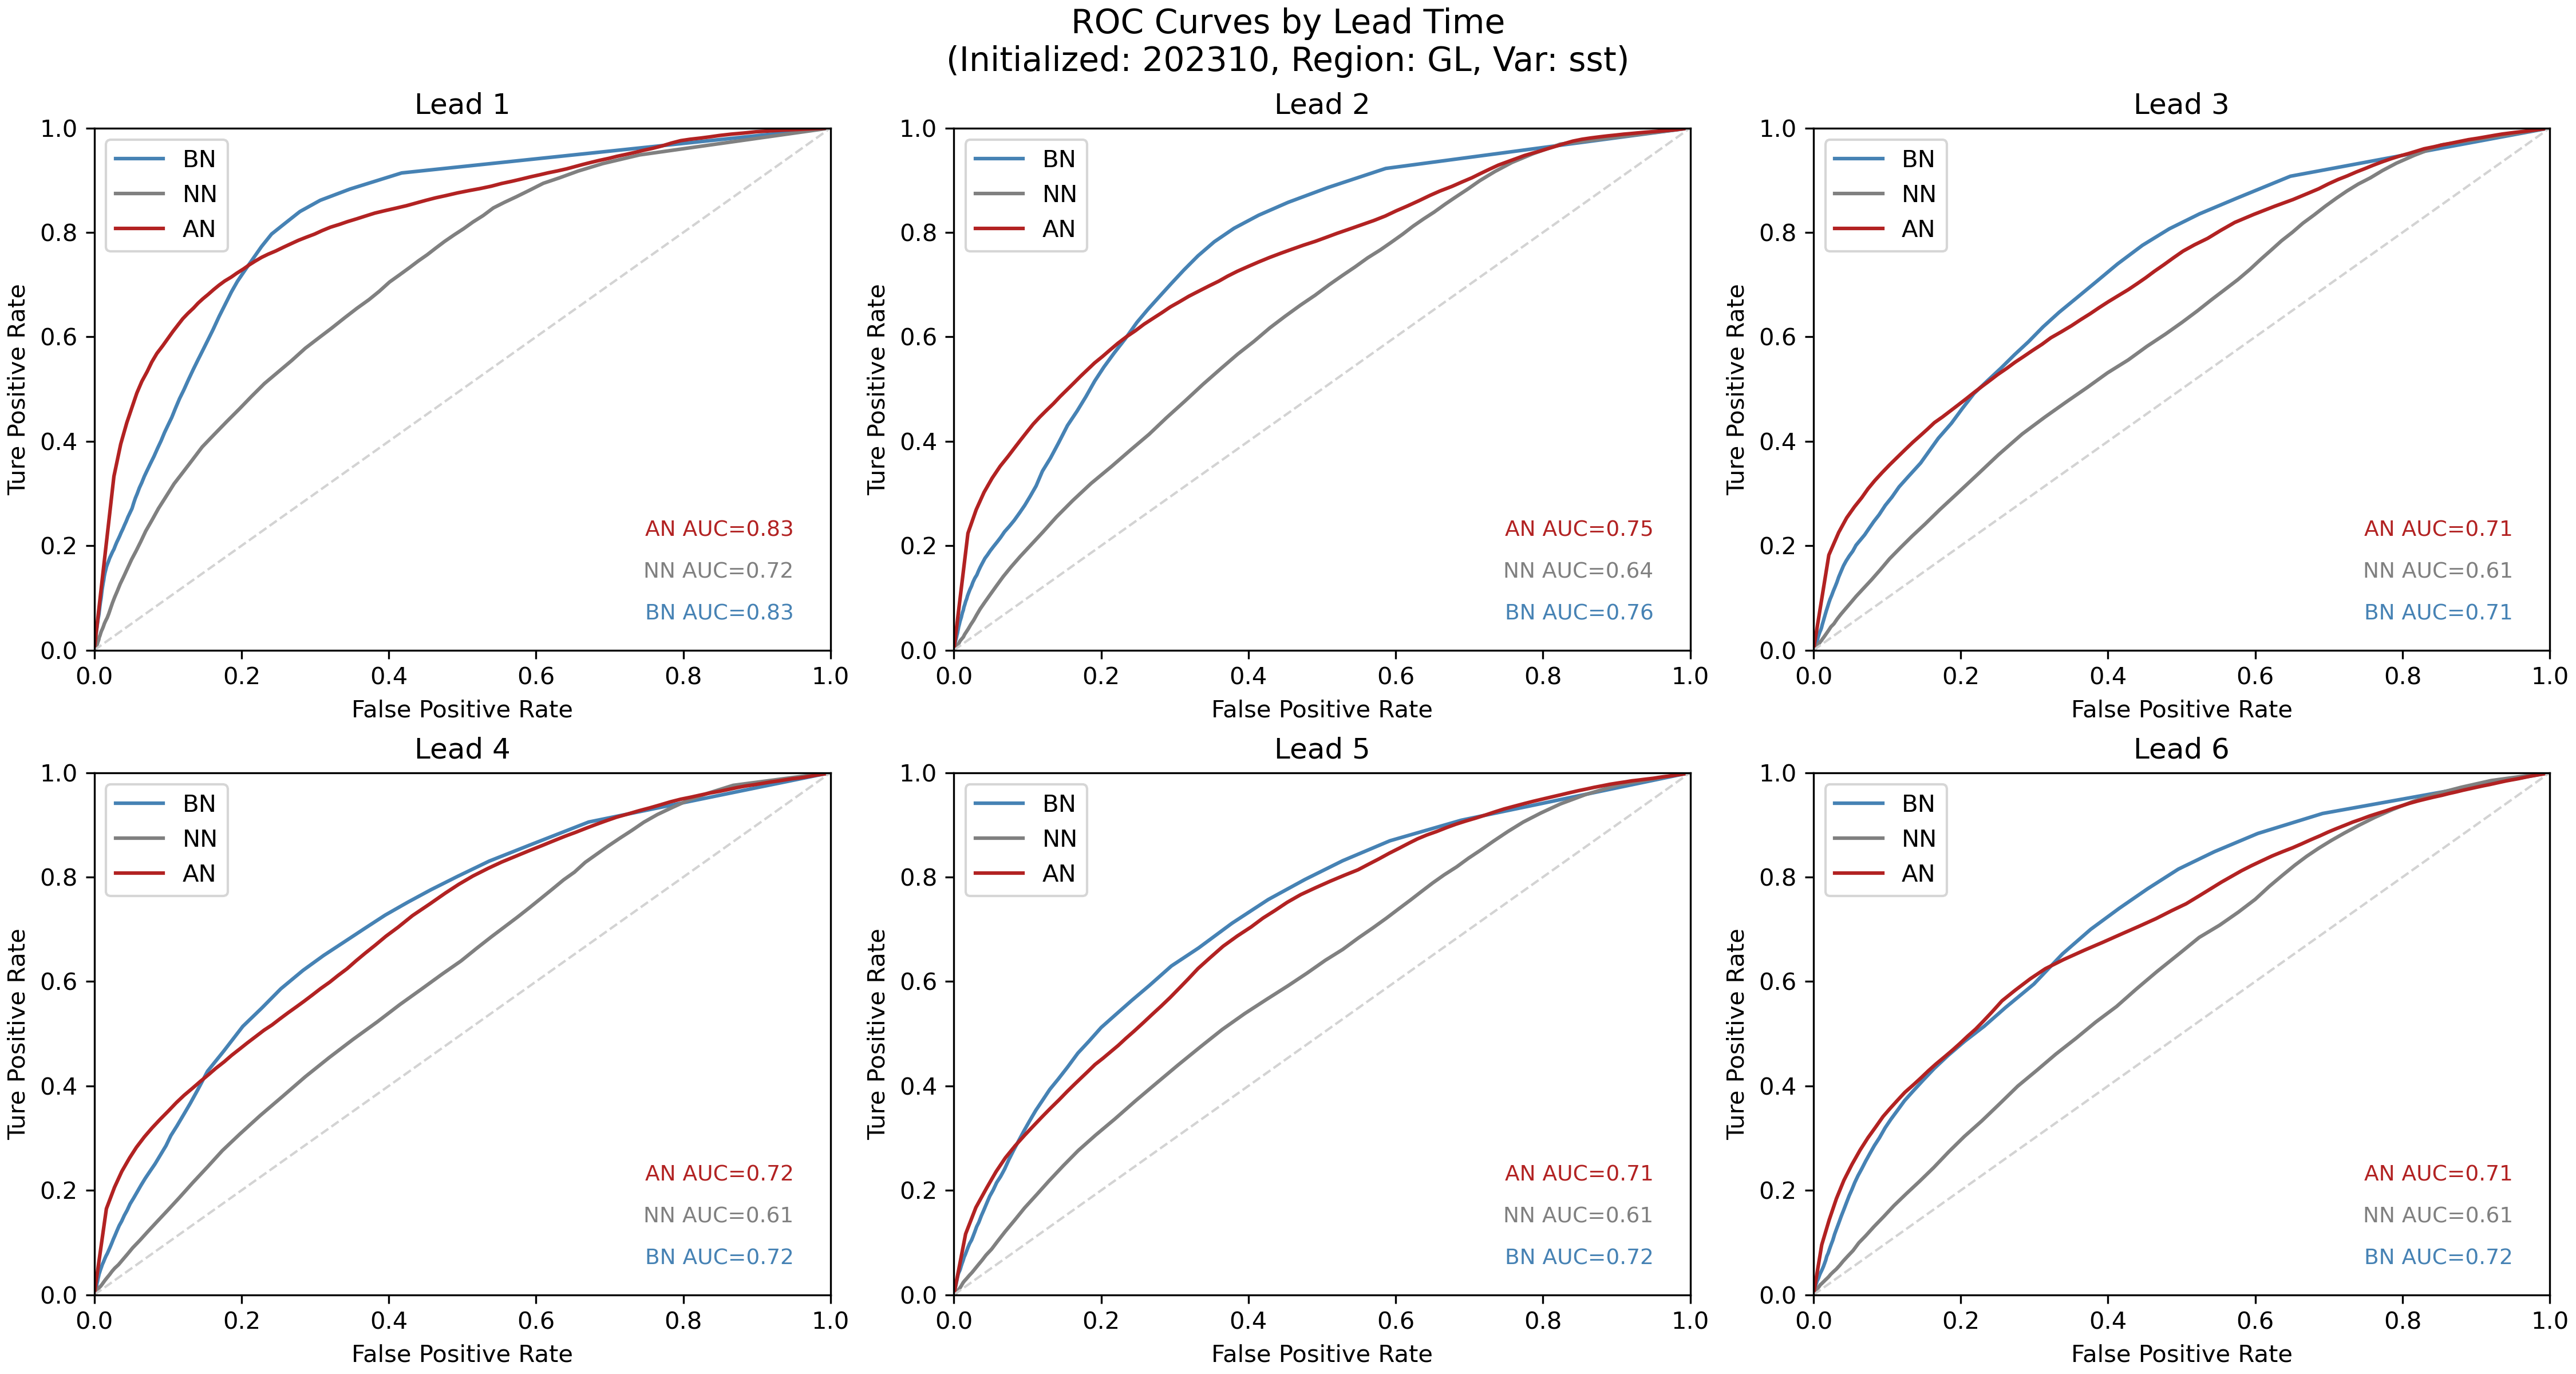 ROC Curves by Lead Time
(Initialized: 202310, Region: GL, Var: sst)
Lead 1
1.0
0.8
0.6
0.4
0.2
0.0
Ture Positive Rate
BN
NN
AN
AN AUC=0.83
NN AUC=0.72
BN AUC=0.83
0.0 0.2 0.4 0.6 0.8 1.0
False Positive Rate
Lead 2
1.0
0.8
0.6
0.4
0.2
0.0
Ture Positive Rate
BN
NN
AN
AN AUC=0.75
NN AUC=0.64
BN AUC=0.76
0.0 0.2 0.4 0.6 0.8 1.0
False Positive Rate
Lead 3
1.0
0.8
0.6
0.4
0.2
0.0
Ture Positive Rate
BN
NN
AN
AN AUC=0.71
NN AUC=0.61
BN AUC=0.71
0.0 0.2 0.4 0.6 0.8 1.0
False Positive Rate
Lead 4
1.0
0.8
0.6
0.4
0.2
0.0
Ture Positive Rate
BN
NN
AN
AN AUC=0.72
NN AUC=0.61
BN AUC=0.72
0.0 0.2 0.4 0.6 0.8 1.0
False Positive Rate
Lead 5
1.0
0.8
0.6
0.4
0.2
0.0
Ture Positive Rate
BN
NN
AN
AN AUC=0.71
NN AUC=0.61
BN AUC=0.72
0.0 0.2 0.4 0.6 0.8 1.0
False Positive Rate
Lead 6
1.0
0.8
0.6
0.4
0.2
0.0
Ture Positive Rate
BN
NN
AN
AN AUC=0.71
NN AUC=0.61
BN AUC=0.72
0.0 0.2 0.4 0.6 0.8 1.0
False Positive Rate